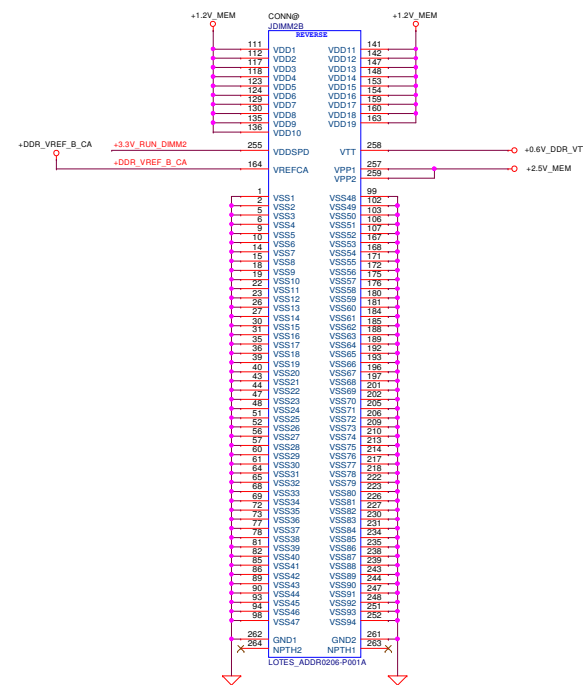 +1.2V_MEM CONN@ +1.2V_MEM
JDIMM2B
REVERSE
111 VDD1 VDD11 141
112 VDD2 VDD12 142
117 VDD3 VDD13 147
118 VDD4 VDD14 148
123 VDD5 VDD15 153
124 VDD6 VDD16 154
129 VDD7 VDD17 159
130 VDD8 VDD18 160
135 VDD9 VDD19 163
136 VDD10
+DDR_VREF_B_CA +3.3V_RUN_DIMM2 255 VDDSPD VTT 258 +0.6V_DDR_VT
+DDR_VREF_B_CA 164 VREFCA VPP1 257 +2.5V_MEM
VPP2 259
1 VSS1 VSS48 99
2 VSS2 VSS49 102
5 VSS3 VSS50 103
6 VSS4 VSS51 106
9 VSS5 VSS52 107
10 VSS6 VSS53 167
14 VSS7 VSS54 168
15 VSS8 VSS55 171
18 VSS9 VSS56 172
19 VSS10 VSS57 175
22 VSS11 VSS58 176
23 VSS12 VSS59 180
26 VSS13 VSS60 181
27 VSS14 VSS61 184
30 VSS15 VSS62 185
31 VSS16 VSS63 188
35 VSS17 VSS64 189
36 VSS18 VSS65 192
39 VSS19 VSS66 193
40 VSS20 VSS67 196
43 VSS21 VSS68 197
44 VSS22 VSS69 201
47 VSS23 VSS70 202
48 VSS24 VSS71 205
51 VSS25 VSS72 206
52 VSS26 VSS73 209
56 VSS27 VSS74 210
57 VSS28 VSS75 213
60 VSS29 VSS76 214
61 VSS30 VSS77 217
64 VSS31 VSS78 218
65 VSS32 VSS79 222
68 VSS33 VSS80 223
69 VSS34 VSS81 226
72 VSS35 VSS82 227
73 VSS36 VSS83 230
77 VSS37 VSS84 231
78 VSS38 VSS85 234
81 VSS39 VSS86 235
82 VSS40 VSS87 238
85 VSS41 VSS88 239
86 VSS42 VSS89 243
89 VSS43 VSS90 244
90 VSS44 VSS91 247
93 VSS45 VSS92 248
94 VSS46 VSS93 251
98 VSS47 VSS94 252
262 GND1 GND2 261
264 NPTH2 NPTH1 263
LOTES_ADDR0206-P001A